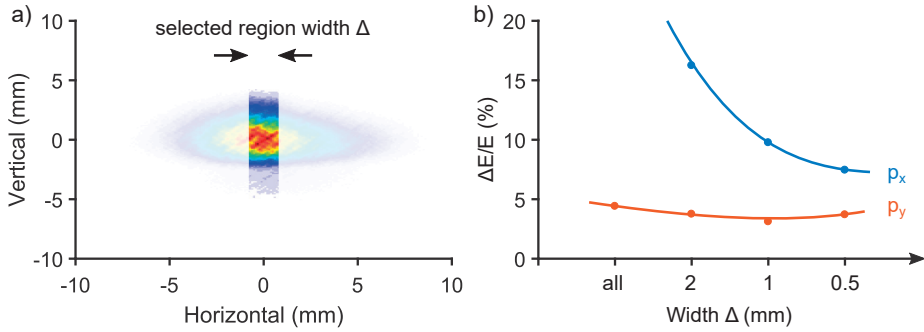 a)
selected region width Δ
Vertical (mm)
10
5
0
-5
-10
-10 -5 0 5 10
Horizontal (mm)
b)
ΔE/E (%)
20
15
10
5
0
pₓ
p_y
all 2 1 0.5
Width Δ (mm)